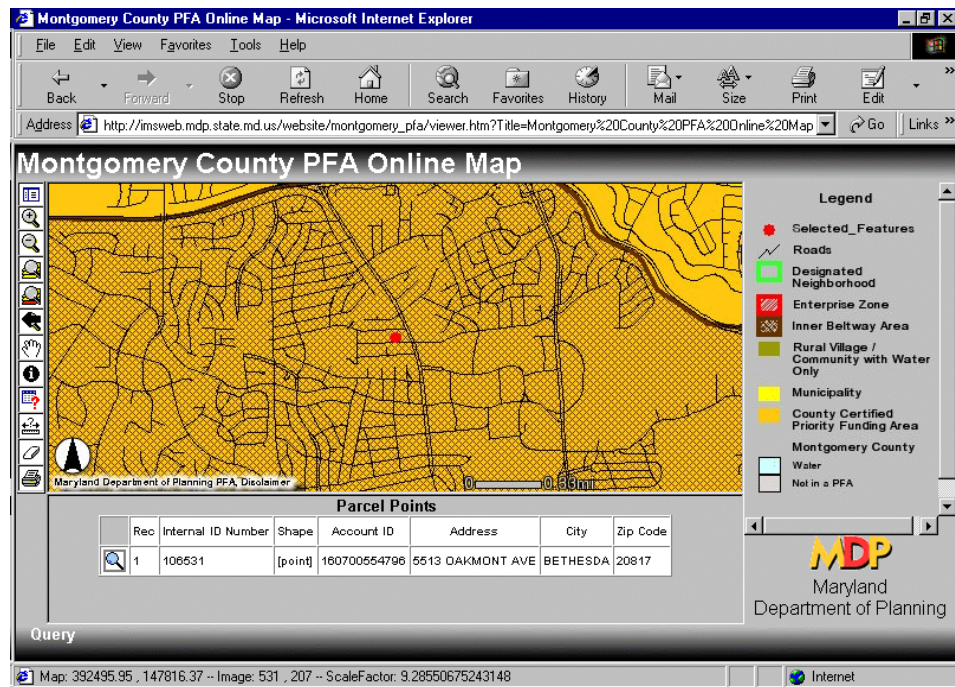 Montgomery County PFA Online Map - Microsoft Internet Explorer
File Edit View Favorites Tools Help
Back Forward Stop Refresh Home Search Favorites History Mail Size Print Edit »
Address http://imsweb.mdp.state.md.us/website/montgomery_pfa/viewer.htm?Title=Montgomery%20County%20PFA%20Online%20Map Go Links »
Montgomery County PFA Online Map
Maryland Department of Planning PFA, Disclaimer
0 0.33mi
Legend
Selected_Features
Roads
Designated
Neighborhood
Enterprise Zone
Inner Beltway Area
Rural Village /
Community with Water
Only
Municipality
County Certified
Priority Funding Area
Montgomery County
Water
Not in a PFA
Parcel Points
Rec Internal ID Number Shape Account ID Address City Zip Code
1 106531 [point] 160700554796 5513 OAKMONT AVE BETHESDA 20817
MDP
Maryland
Department of Planning
Query
Map: 392495.95 , 147816.37 -- Image: 531 , 207 -- ScaleFactor: 9.28550675243148
Internet